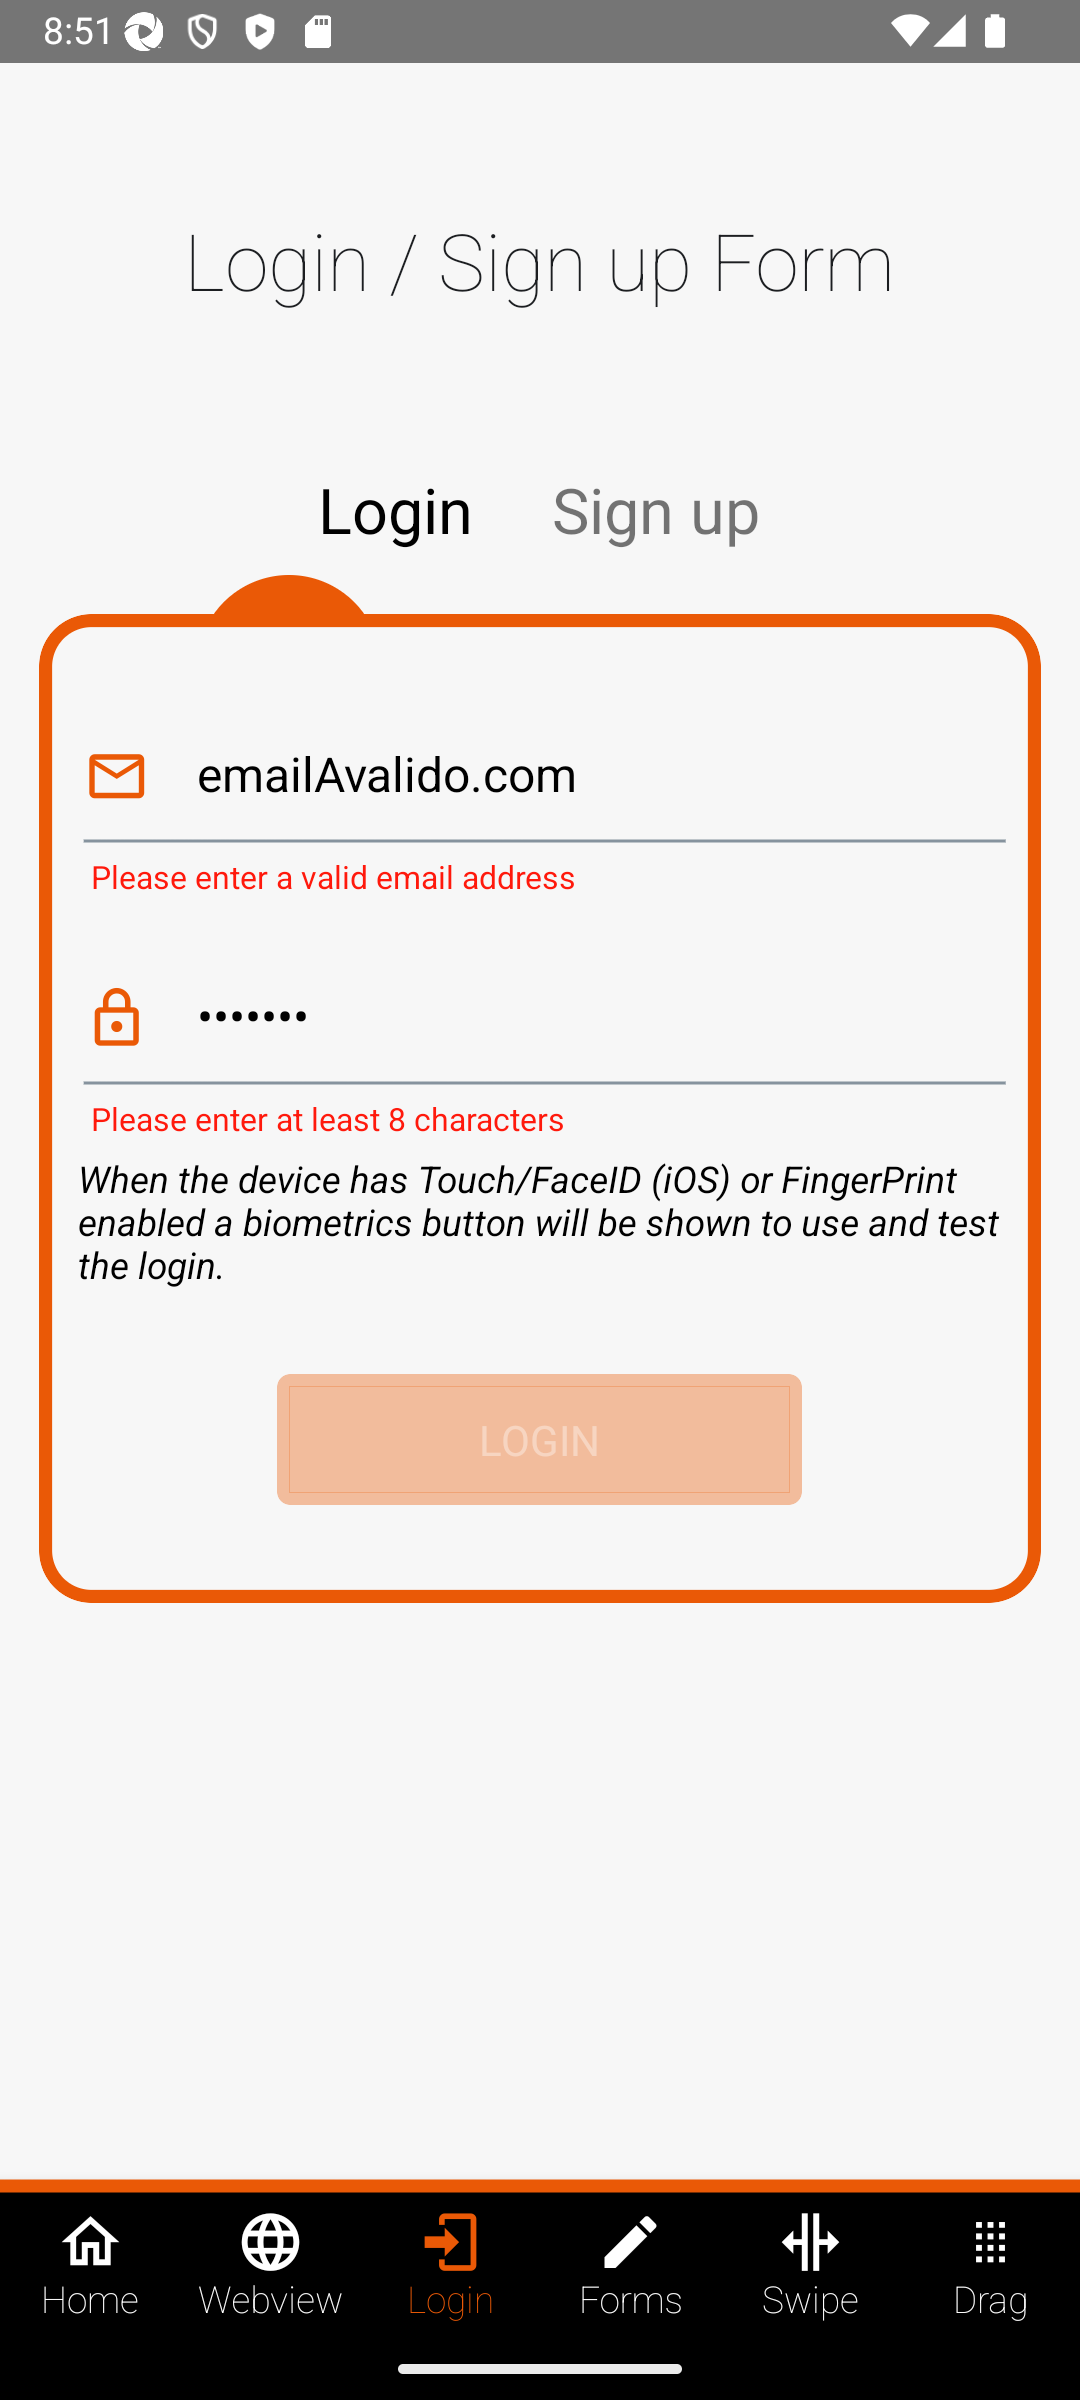 8:51
Login / Sign up Form
Login Sign up
emailAvalido.com
Please enter a valid email address
•••••••
Please enter at least 8 characters
When the device has Touch/FaceID (iOS) or FingerPrint
enabled a biometrics button will be shown to use and test
the login.
LOGIN
Home Webview Login Forms Swipe Drag